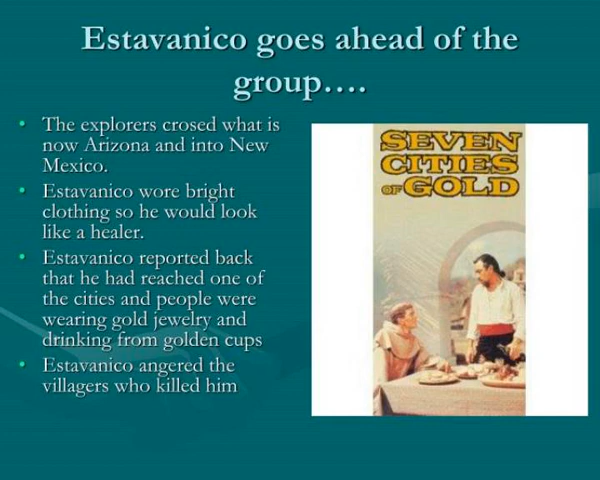 Estavanico goes ahead of the
group….
• The explorers crosed what is
now Arizona and into New
Mexico.
• Estavanico wore bright
clothing so he would look
like a healer.
• Estavanico reported back
that he had reached one of
the cities and people were
wearing gold jewelry and
drinking from golden cups
• Estavanico angered the
villagers who killed him
SEVEN
CITIES
OF GOLD